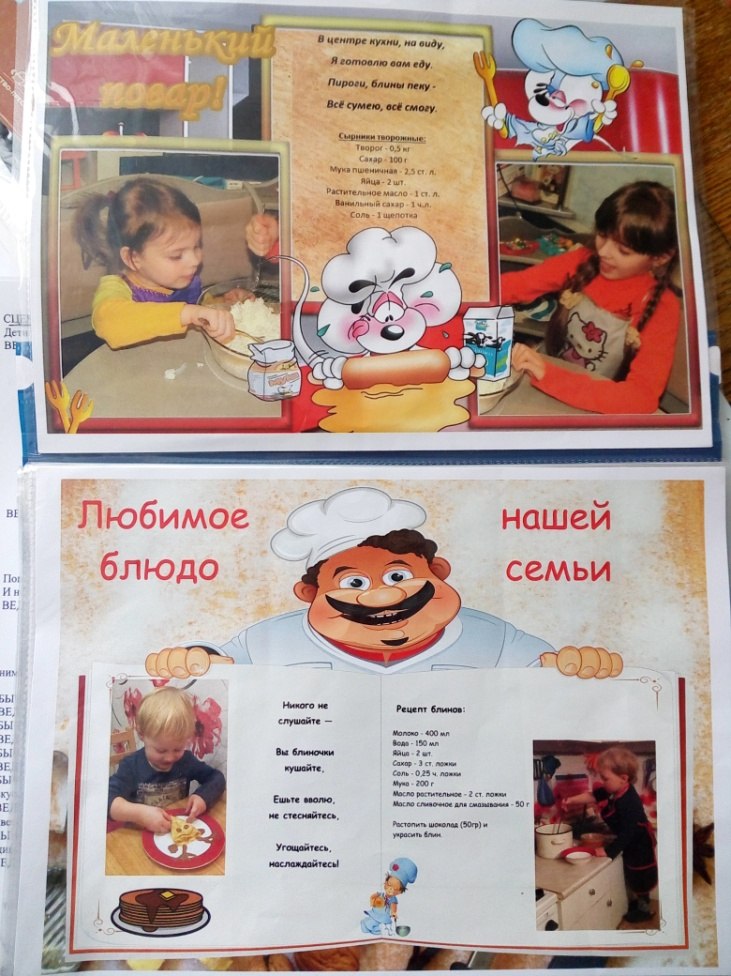 Маленький
повар!
В центре кухни, на виду,
Я готовлю вам еду.
Пироги, блины пеку -
Всё сумею, всё смогу.
Сырники творожные:
Творог - 0,5 кг
Сахар - 100 г
Мука пшеничная - 2,5 ст. л.
Яйца - 2 шт.
Растительное масло - 1 ст. л.
Ванильный сахар - 1 ч.л.
Соль - 1 щепотка
Дети
ВЕ
ВЕ
И н
ВЕД
Любимое нашей
блюдо семьи
Никого не
слушайте —
Вы блиночки
кушайте,
Ешьте вволю,
не стесняйтесь,
Угощайтесь,
наслаждайтесь!
Рецепт блинов:
Молоко - 400 мл
Вода - 150 мл
Яйца - 2 шт.
Сахар - 3 ст. ложки
Соль - 0,25 ч. ложки
Мука - 200 г
Масло растительное - 2 ст. ложки
Масло сливочное для смазывания - 50 г
Растопить шоколад (50гр) и
украсить блин.